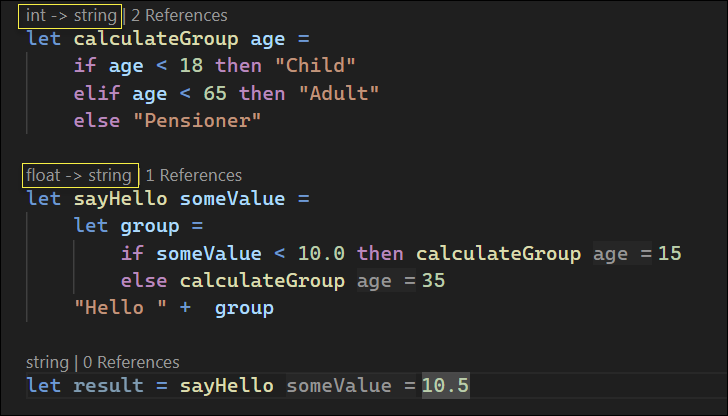 int -> string | 2 References
let calculateGroup age =
if age < 18 then "Child"
elif age < 65 then "Adult"
else "Pensioner"
float -> string | 1 References
let sayHello someValue =
let group =
if someValue < 10.0 then calculateGroup age = 15
else calculateGroup age = 35
"Hello " +  group
string | 0 References
let result = sayHello someValue = 10.5